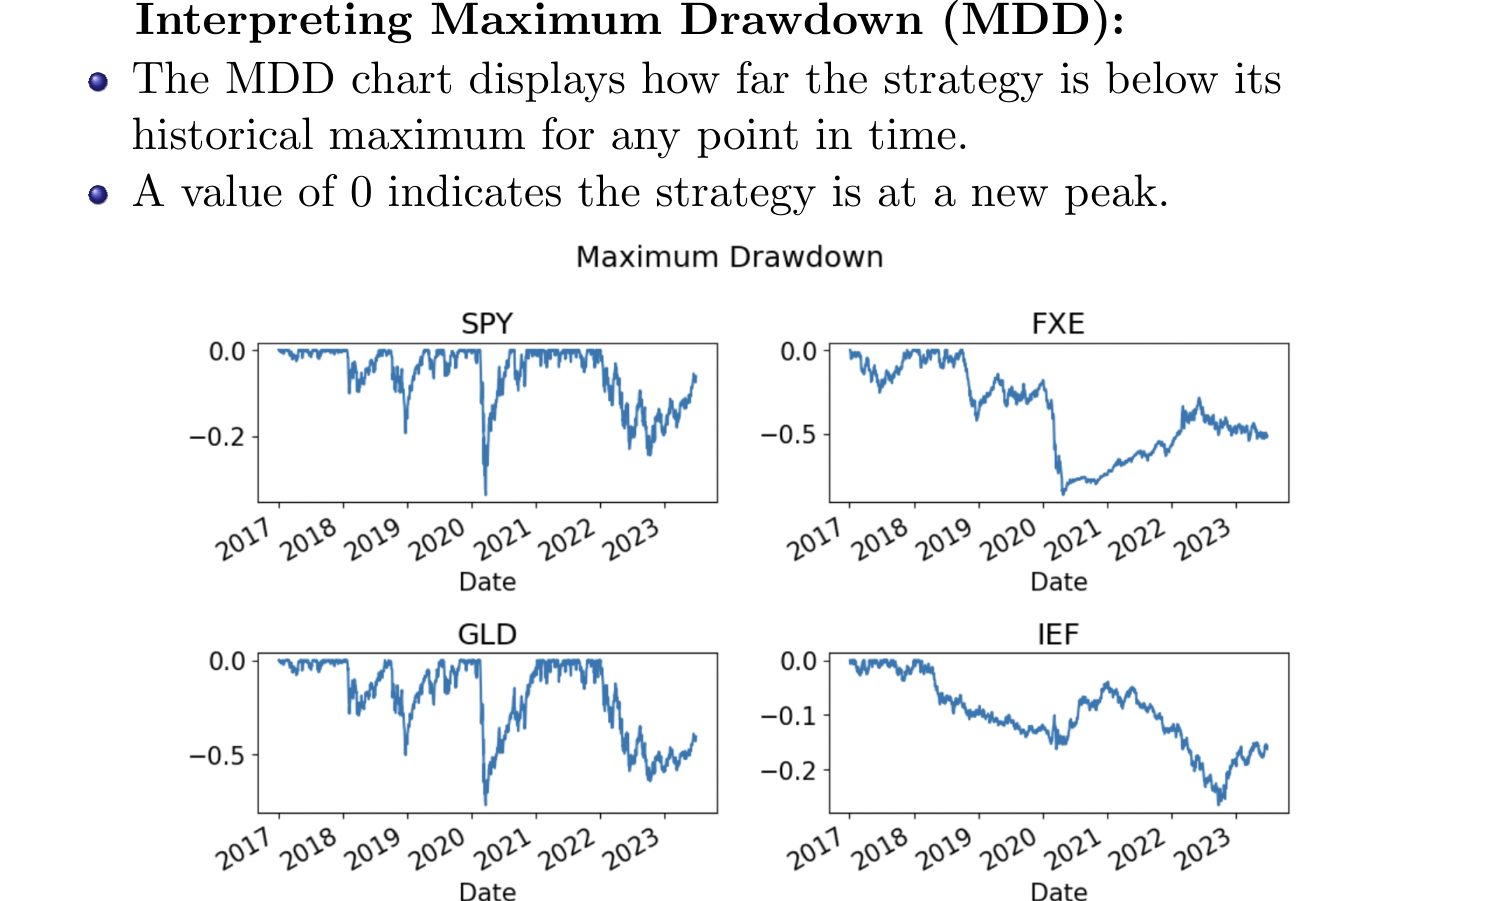 Interpreting Maximum Drawdown (MDD):
The MDD chart displays how far the strategy is below its
historical maximum for any point in time.
A value of 0 indicates the strategy is at a new peak.
Maximum Drawdown
SPY
0.0
−0.2
2017 2018 2019 2020 2021 2022 2023
Date
FXE
0.0
−0.5
2017 2018 2019 2020 2021 2022 2023
Date
GLD
0.0
−0.5
2017 2018 2019 2020 2021 2022 2023
Date
IEF
0.0
−0.1
−0.2
2017 2018 2019 2020 2021 2022 2023
Date